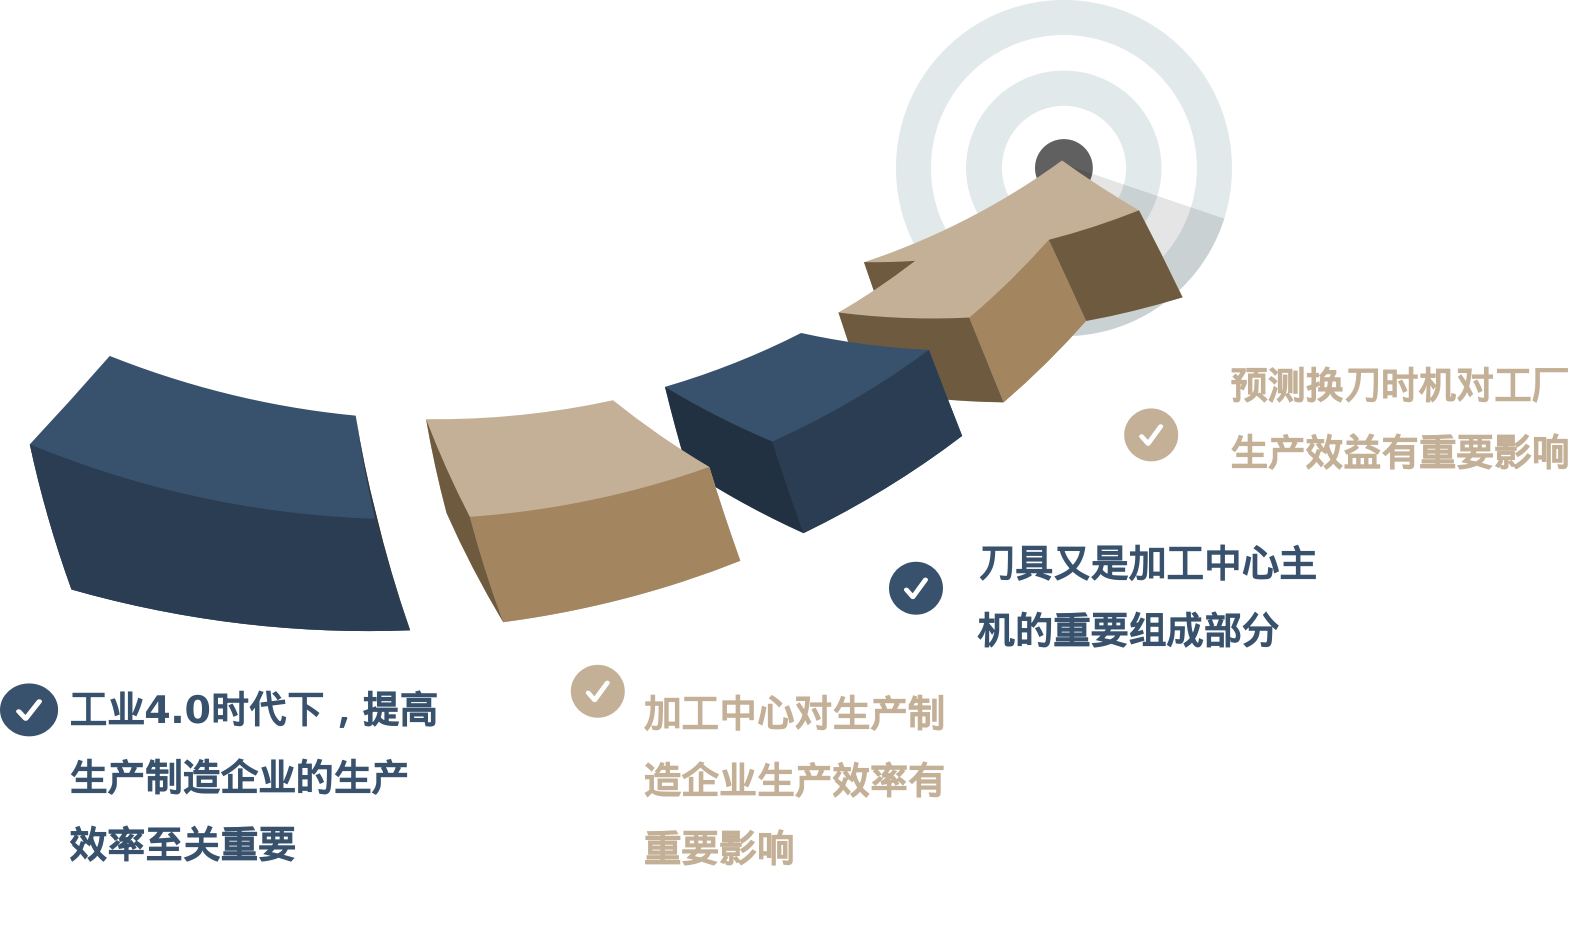 工业4.0时代下，提高
生产制造企业的生产
效率至关重要
加工中心对生产制
造企业生产效率有
重要影响
刀具又是加工中心主
机的重要组成部分
预测换刀时机对工厂
生产效益有重要影响